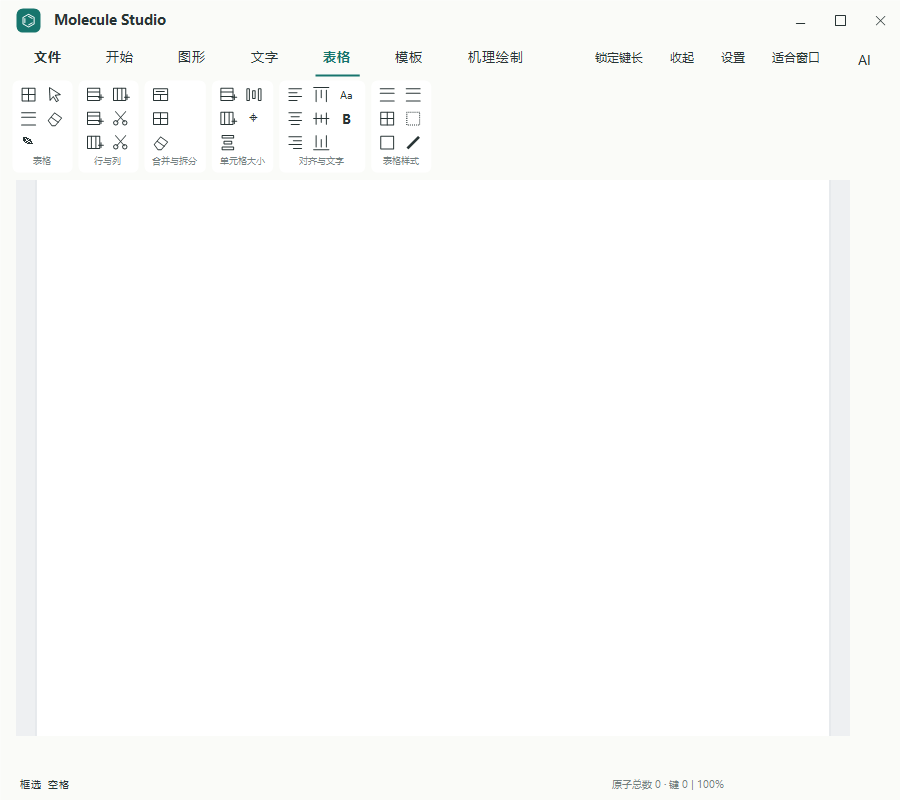 Molecule Studio
文件 开始 图形 文字 表格 模板 机理绘制 锁定键长 收起 设置 适合窗口 AI
Aa
B
表格 行与列 合并与拆分 单元格大小 对齐与文字 表格样式
框选 空格 原子总数 0 · 键 0 | 100%